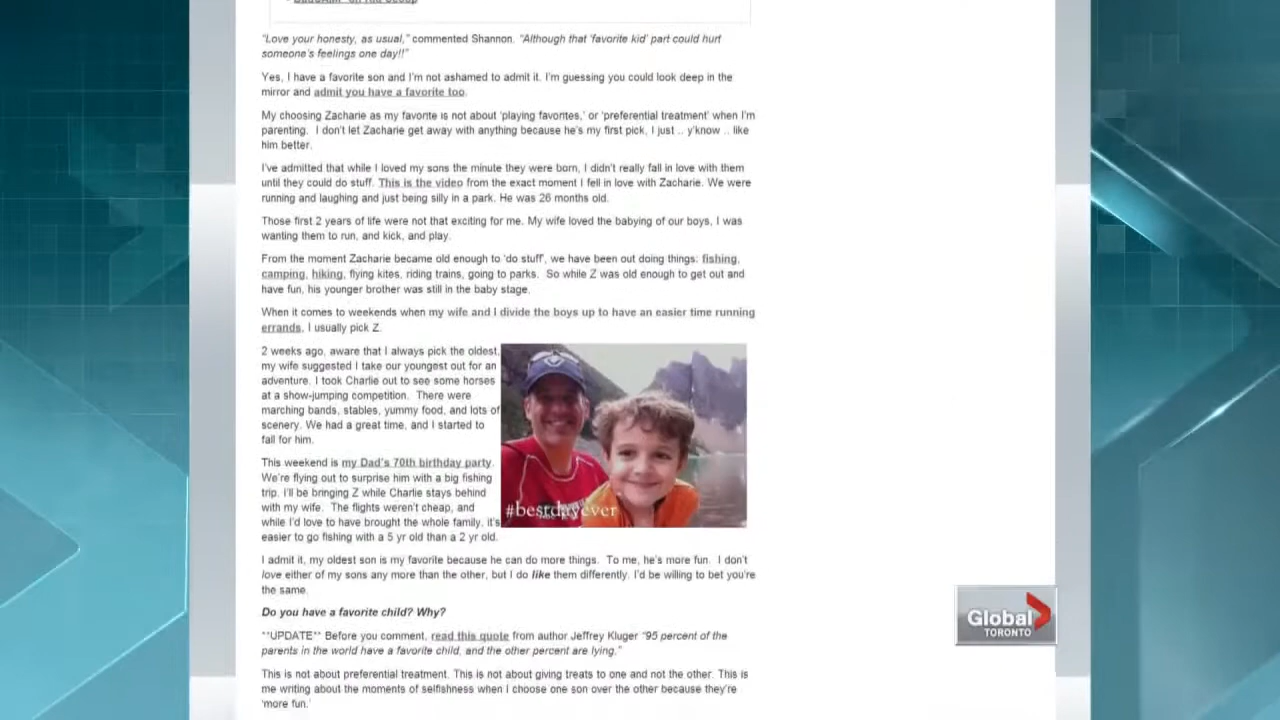 "Love your honesty, as usual," commented Shannon. "Although that 'favorite kid' part could hurt
someone's feelings one day!!"
Yes, I have a favorite son and I'm not ashamed to admit it. I'm guessing you could look deep in the
mirror and admit you have a favorite too.
My choosing Zacharie as my favorite is not about 'playing favorites,' or 'preferential treatment' when I'm
parenting. I don't let Zacharie get away with anything because he's my first pick, I just .. y'know .. like
him better.
I've admitted that while I loved my sons the minute they were born, I didn't really fall in love with them
until they could do stuff. This is the video from the exact moment I fell in love with Zacharie. We were
running and laughing and just being silly in a park. He was 26 months old.
Those first 2 years of life were not that exciting for me. My wife loved the babying of our boys, I was
wanting them to run, and kick, and play.
From the moment Zacharie became old enough to 'do stuff', we have been out doing things: fishing,
camping, hiking, flying kites, riding trains, going to parks. So while Z was old enough to get out and
have fun, his younger brother was still in the baby stage.
When it comes to weekends when my wife and I divide the boys up to have an easier time running
errands, I usually pick Z.
2 weeks ago, aware that I always pick the oldest,
my wife suggested I take our youngest out for an
adventure. I took Charlie out to see some horses
at a show-jumping competition. There were
marching bands, stables, yummy food, and lots of
scenery. We had a great time, and I started to
fall for him.
This weekend is my Dad's 70th birthday party.
We're flying out to surprise him with a big fishing
trip. I'll be bringing Z while Charlie stays behind
with my wife. The flights weren't cheap, and
while I'd love to have brought the whole family, it's
easier to go fishing with a 5 yr old than a 2 yr old.
#bestdayever
I admit it, my oldest son is my favorite because he can do more things. To me, he's more fun. I don't
love either of my sons any more than the other, but I do like them differently. I'd be willing to bet you're
the same.
Do you have a favorite child? Why?
**UPDATE** Before you comment, read this quote from author Jeffrey Kluger "95 percent of the
parents in the world have a favorite child, and the other percent are lying."
This is not about preferential treatment. This is not about giving treats to one and not the other. This is
me writing about the moments of selfishness when I choose one son over the other because they're
'more fun.'
Global
TORONTO